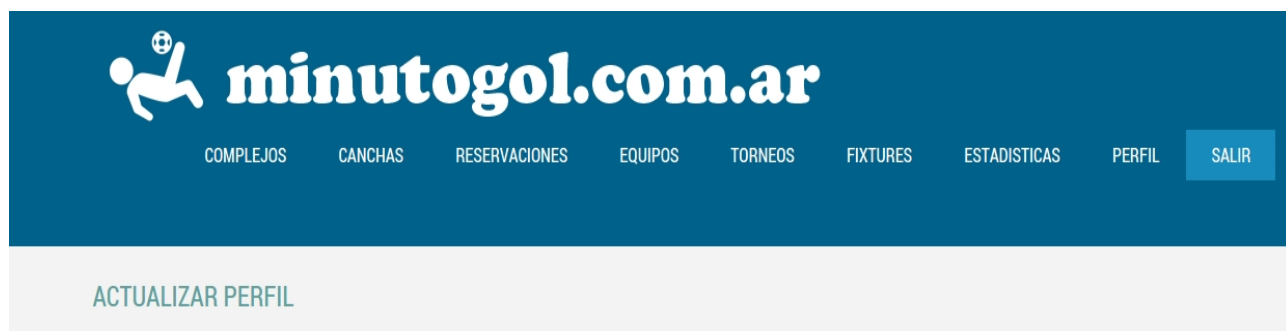 minutogol.com.ar
COMPLEJOS CANCHAS RESERVACIONES EQUIPOS TORNEOS FIXTURES ESTADISTICAS PERFIL SALIR
ACTUALIZAR PERFIL